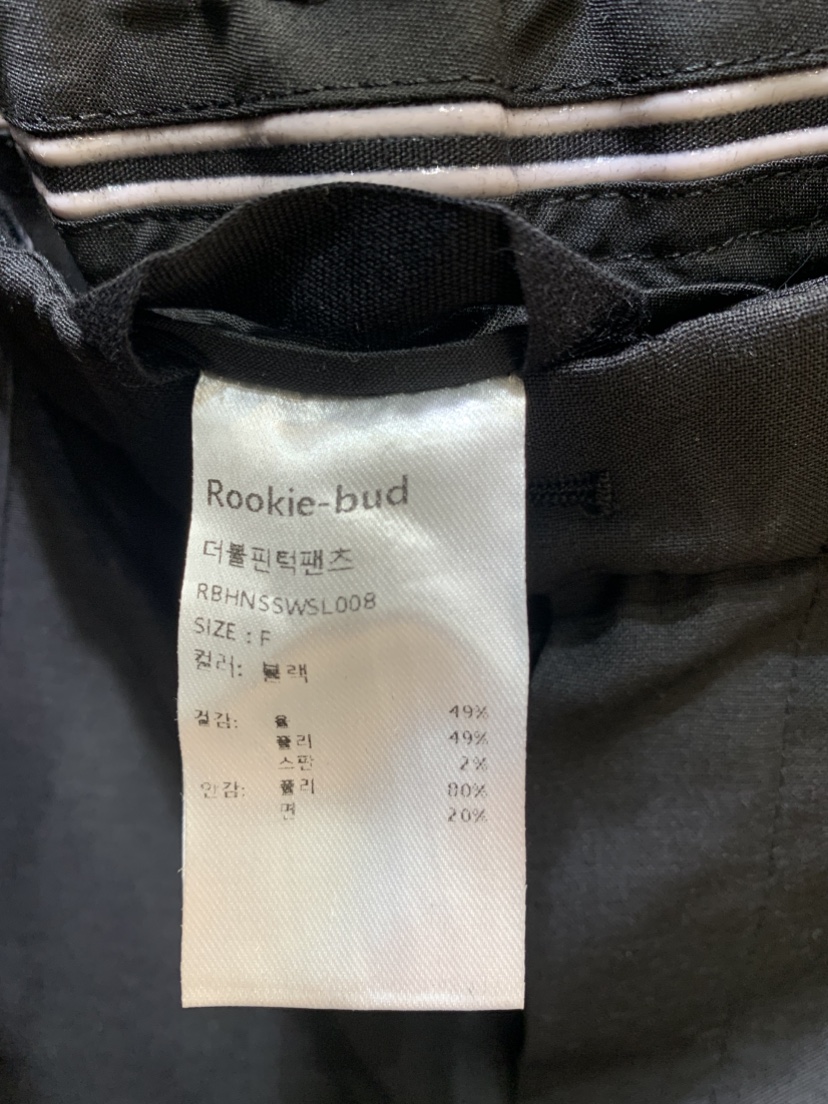 Rookie-bud
더블핀턱팬츠
RBHNSSWSL008
SIZE : F
컬러: 블랙
겉감: 울 49%
폴리 49%
스판 2%
안감: 폴리 80%
면 20%